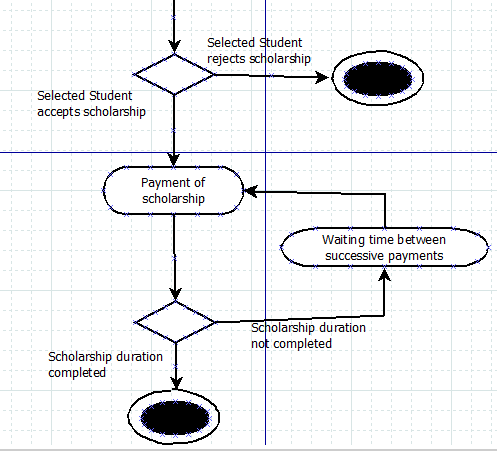 Selected Student
rejects scholarship
Selected Student
accepts scholarship
Payment of
scholarship
Waiting time between
successive payments
Scholarship duration
not completed
Scholarship duration
completed